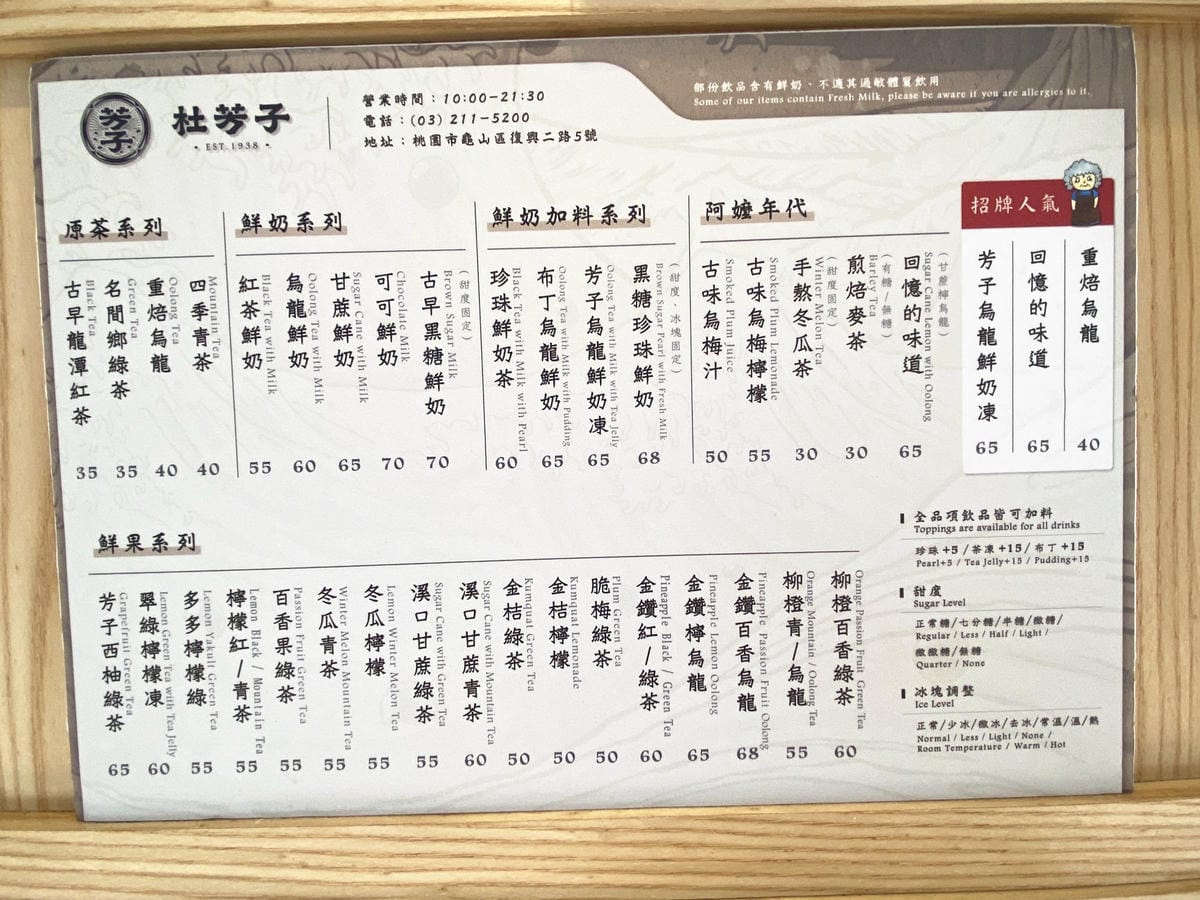 芳子
杜芳子
• EST.1938 •
營業時間：10:00-21:30
電話：(03) 211-5200
地址：桃園市龜山區復興二路5號
部份飲品含有鮮奶、不適其過敏體質飲用
Some of our items contain Fresh Milk, please be aware if you are allergies to it.
原茶系列
古早龍潭紅茶
Black Tea
35
名間鄉綠茶
Green Tea
35
重焙烏龍
Oolong Tea
40
四季青茶
Mountain Tea
40
鮮奶系列
紅茶鮮奶
Black Tea with Milk
55
烏龍鮮奶
Oolong Tea with Milk
60
甘蔗鮮奶
Sugar Cane with Milk
65
可可鮮奶
Chocolate Milk
70
古早黑糖鮮奶
Brown Sugar Milk
(甜度固定)
70
鮮奶加料系列
珍珠鮮奶茶
Black Tea with Milk with Pearl
60
布丁烏龍鮮奶
Oolong Tea with Milk with Pudding
65
芳子烏龍鮮奶凍
Oolong Tea with Milk with Tea Jelly
65
黑糖珍珠鮮奶
Brown Sugar Pearl with Fresh Milk
(甜度、冰塊固定)
68
阿嬤年代
古味烏梅汁
Smoked Plum Juice
50
古味烏梅檸檬
Smoked Plum Lemonade
55
手熬冬瓜茶
Winter Melon Tea
(甜度固定)
30
煎焙麥茶
Barley Tea
(有糖/無糖)
30
回憶的味道
Sugar Cane Lemon with Oolong
(甘蔗檸烏龍)
65
招牌人氣
重焙烏龍
40
回憶的味道
65
芳子烏龍鮮奶凍
65
鮮果系列
芳子西柚綠茶
Grapefruit Green Tea
65
翠綠檸檬凍
Lemon Green Tea with Tea Jelly
60
多多檸檬綠
Lemon Yakult Green Tea
55
檸檬紅/青茶
Lemon Black / Mountain Tea
55
百香果綠茶
Passion Fruit Green Tea
55
冬瓜青茶
Winter Melon Mountain Tea
55
冬瓜檸檬
Lemon Winter Melon Tea
55
溪口甘蔗綠茶
Sugar Cane with Green Tea
55
溪口甘蔗青茶
Sugar Cane with Mountain Tea
60
金桔綠茶
Kumquat Green Tea
50
金桔檸檬
Kumquat Lemonade
50
脆梅綠茶
Plum Green Tea
50
金鑽紅/綠茶
Pineapple Black / Green Tea
60
金鑽檸烏龍
Pineapple Lemon Oolong
65
金鑽百香烏龍
Pineapple Passion Fruit Oolong
68
柳橙青/烏龍
Orange Mountain / Oolong Tea
55
柳橙百香綠茶
Orange Passion Fruit Green Tea
60
全品項飲品皆可加料
Toppings are available for all drinks
珍珠+5 / 茶凍+15 / 布丁+15
Pearl+5 / Tea Jelly+15 / Pudding+15
甜度
Sugar Level
正常糖/七分糖/半糖/微糖/
Regular / Less / Half / Light /
微微糖/無糖
Quarter / None
冰塊調整
Ice Level
正常/少冰/微冰/去冰/常溫/溫/熱
Normal / Less / Light / None /
Room Temperature / Warm / Hot